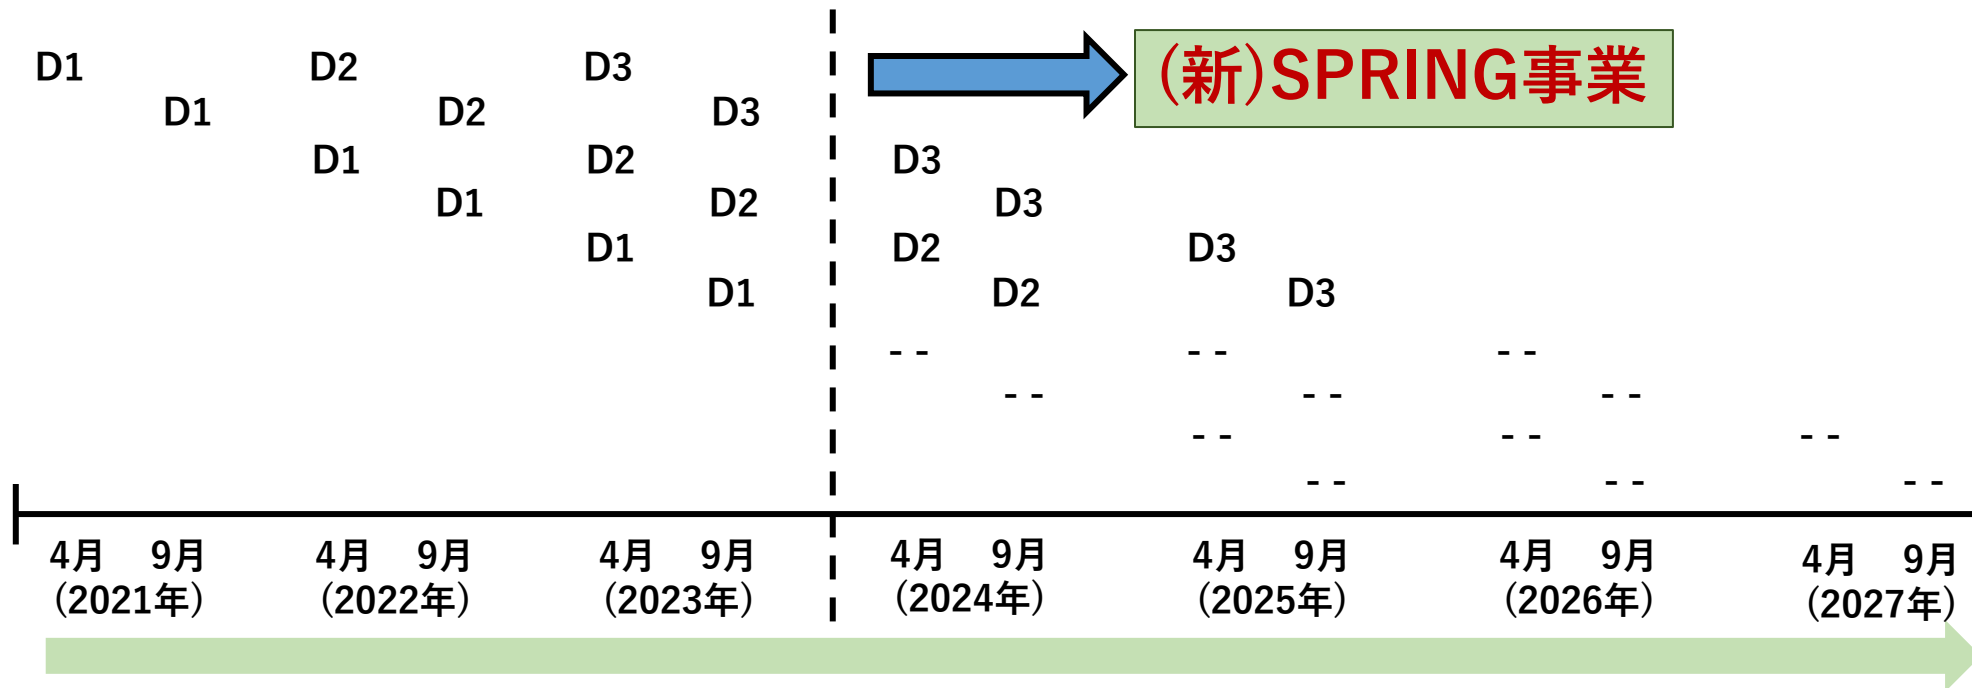 D1 D2 D3 (新)SPRING事業
D1 D2 D3
D1 D2 D3
D1 D2 D3
D1 D2 D3
D1 D2 D3
- - - - - -
- - - - - -
- - - - - -
- - - - - -
4月 9月 4月 9月 4月 9月 4月 9月 4月 9月 4月 9月 4月 9月
(2021年) (2022年) (2023年) (2024年) (2025年) (2026年) (2027年)